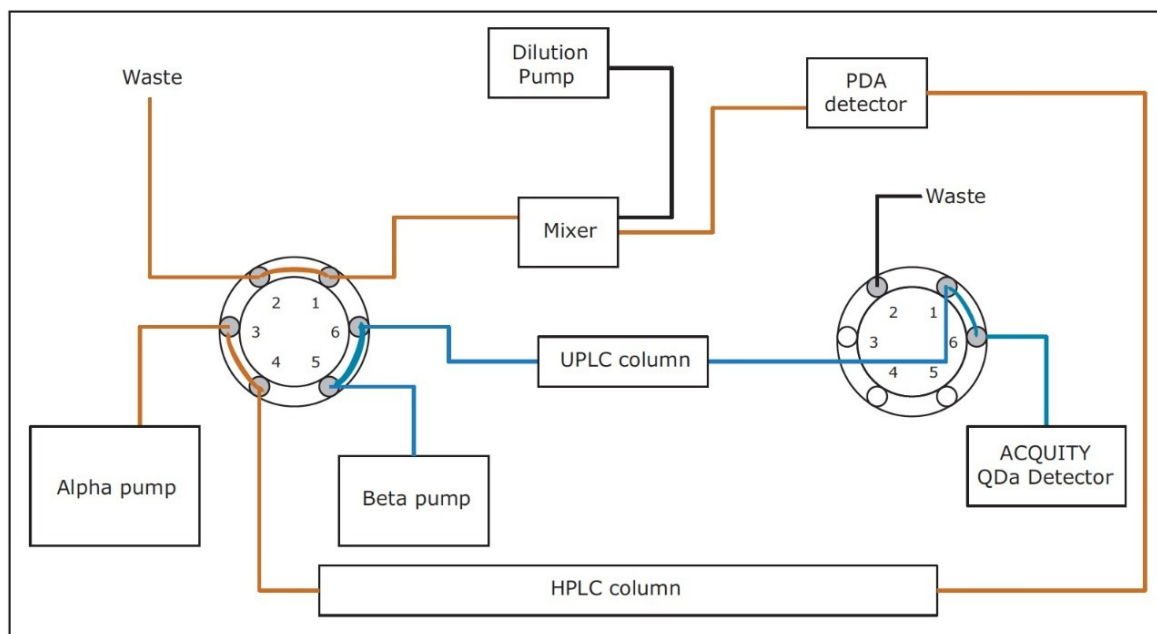 Waste
Dilution
Pump
PDA
detector
Mixer
Waste
2 1
3 6
4 5
2 1
3 6
4 5
UPLC column
Alpha pump
Beta pump
ACQUITY
QDa Detector
HPLC column